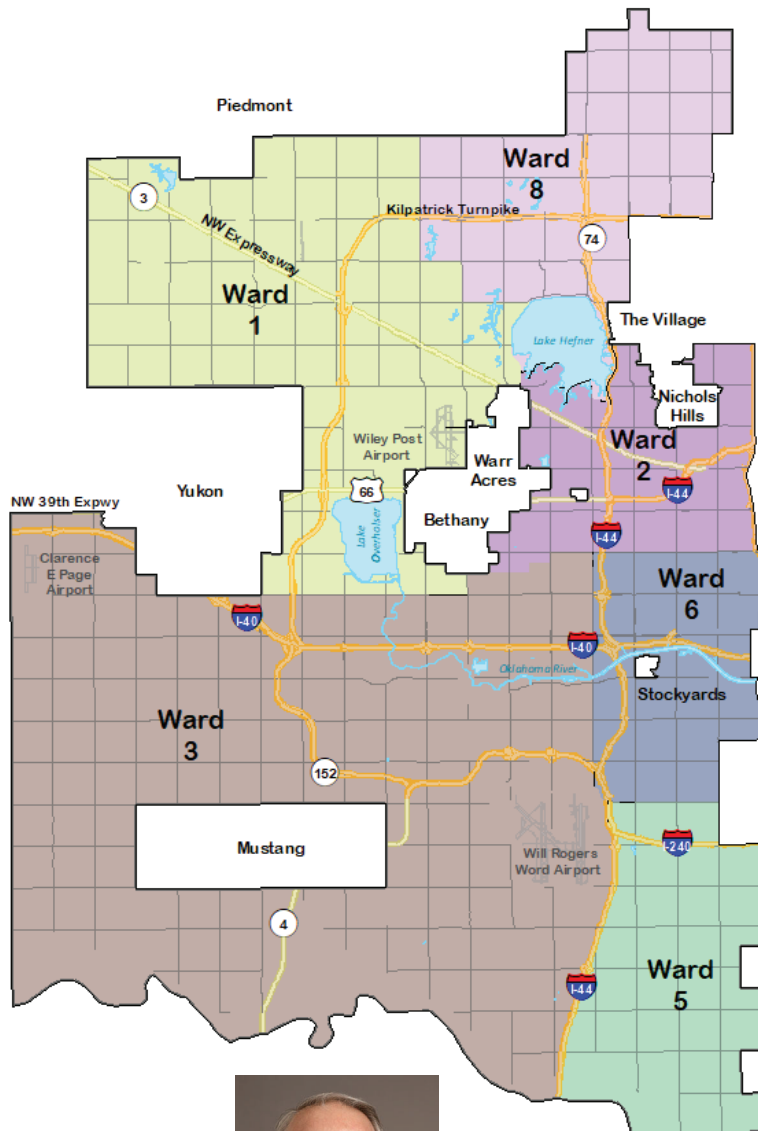 Piedmont
Ward
8
3
Kilpatrick Turnpike
NW Expressway
74
Ward
1
The Village
Lake Hefner
Nichols
Hills
Wiley Post
Airport
Ward
2
Warr
Acres
Yukon
66
I-44
NW 39th Expwy
Bethany
Lake
Overholser
I-44
Clarence
E Page
Airport
Ward
6
I-40
I-40
Oklahoma River
Stockyards
Ward
3
152
Mustang
Will Rogers
Word Airport
I-240
4
Ward
5
I-44